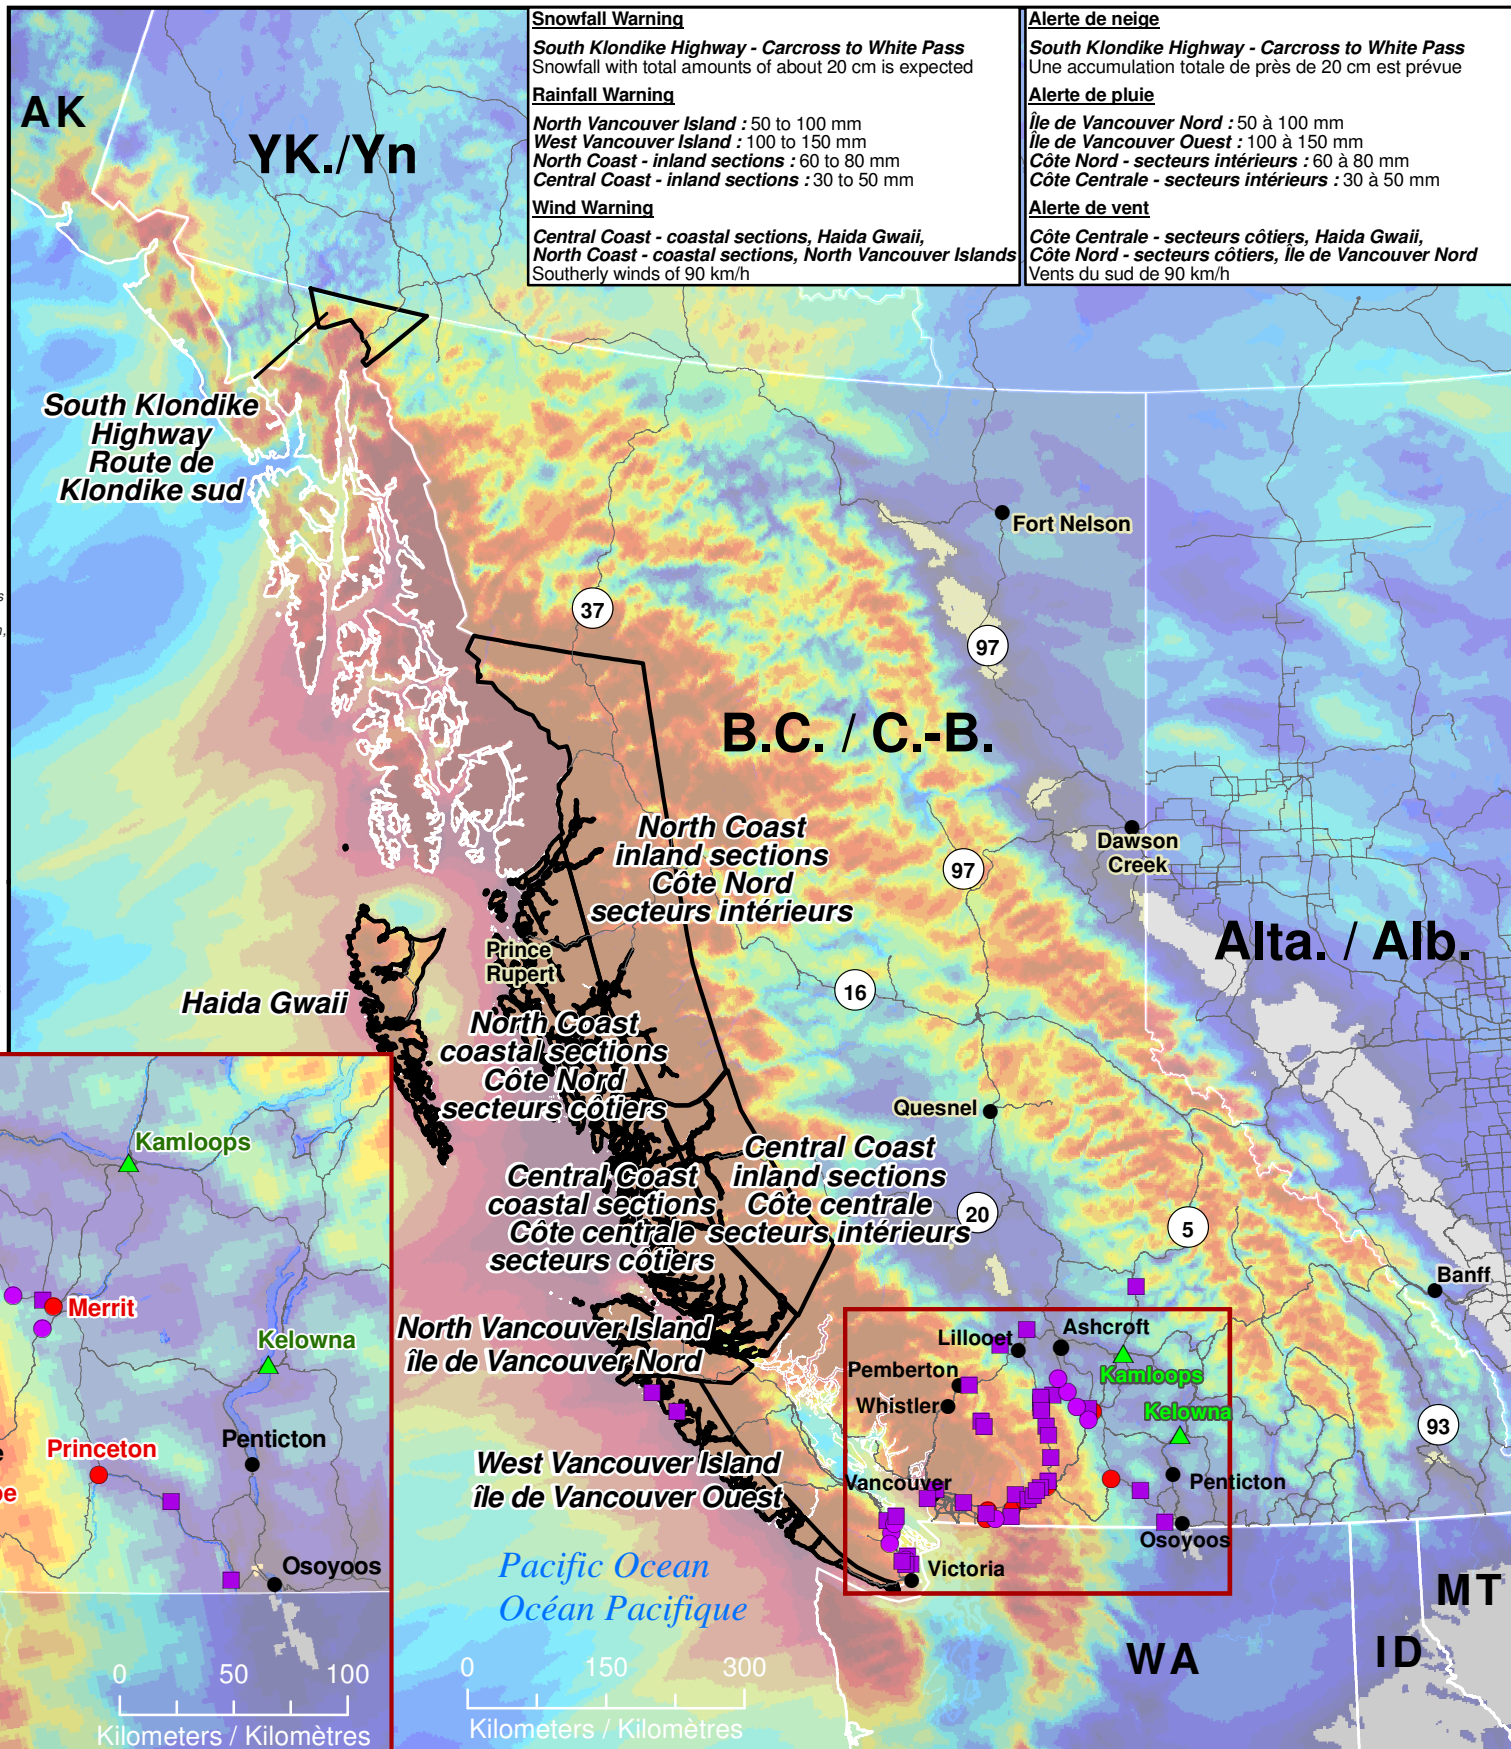 Snowfall Warning
South Klondike Highway - Carcross to White Pass
Snowfall with total amounts of about 20 cm is expected
Rainfall Warning
North Vancouver Island : 50 to 100 mm
West Vancouver Island : 100 to 150 mm
North Coast - inland sections : 60 to 80 mm
Central Coast - inland sections : 30 to 50 mm
Wind Warning
Central Coast - coastal sections, Haida Gwaii,
North Coast - coastal sections, North Vancouver Islands
Southerly winds of 90 km/h
Alerte de neige
South Klondike Highway - Carcross to White Pass
Une accumulation totale de près de 20 cm est prévue
Alerte de pluie
Île de Vancouver Nord : 50 à 100 mm
Île de Vancouver Ouest : 100 à 150 mm
Côte Nord - secteurs intérieurs : 60 à 80 mm
Côte Centrale - secteurs intérieurs : 30 à 50 mm
Alerte de vent
Côte Centrale - secteurs côtiers, Haida Gwaii,
Côte Nord - secteurs côtiers, Île de Vancouver Nord
Vents du sud de 90 km/h
AK
YK./Yn
South Klondike
Highway
Route de
Klondike sud
Fort Nelson
37
97
B.C. / C.-B.
North Coast
inland sections
Côte Nord
secteurs intérieurs
Dawson
Creek
97
Alta. / Alb.
Prince
Rupert
16
Haida Gwaii
North Coast
coastal sections
Côte Nord
secteurs côtiers
Quesnel
Central Coast
inland sections
Côte centrale
secteurs intérieurs
Central Coast
coastal sections
Côte centrale
secteurs côtiers
20
5
Banff
North Vancouver Island
île de Vancouver Nord
Lillooet
Ashcroft
Pemberton
Kamloops
Whistler
Kelowna
93
West Vancouver Island
île de Vancouver Ouest
Vancouver
Penticton
Osoyoos
Victoria
Pacific Ocean
Océan Pacifique
MT
WA
ID
0 150 300
Kilometers / Kilomètres
Kamloops
Merrit
Kelowna
Princeton
Penticton
Osoyoos
0 50 100
Kilometers / Kilomètres